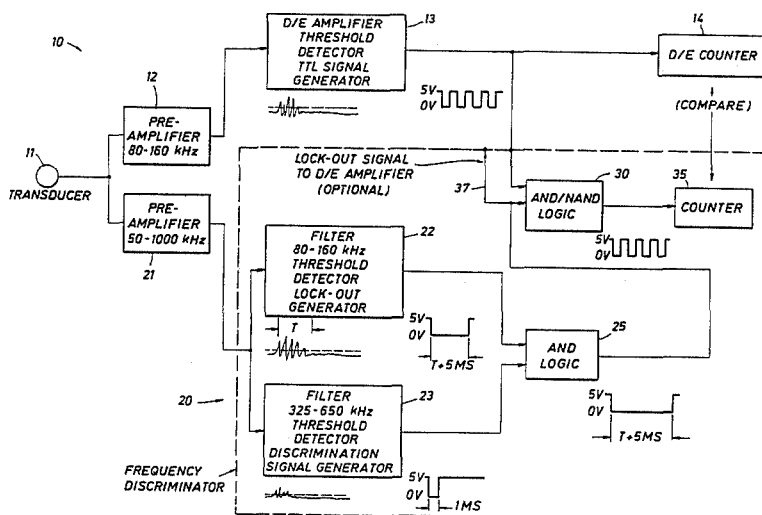 10
12
PRE-
AMPLIFIER
80-160 kHz
11
TRANSDUCER
PRE-
AMPLIFIER
50-1000 kHz
21
13
D/E AMPLIFIER
THRESHOLD
DETECTOR
TTL SIGNAL
GENERATOR
5V
0V
14
D/E COUNTER
(COMPARE)
LOCK-OUT SIGNAL
TO D/E AMPLIFIER
(OPTIONAL)
37
30
AND/NAND
LOGIC
35
COUNTER
5V
0V
22
FILTER
80-160 kHz
THRESHOLD
DETECTOR
LOCK-OUT
GENERATOR
T
5V
0V
T+5MS
25
AND
LOGIC
5V
0V
T+5MS
20
23
FILTER
325-650 kHz
THRESHOLD
DETECTOR
DISCRIMINATION
SIGNAL GENERATOR
5V
0V
1MS
FREQUENCY
DISCRIMINATOR